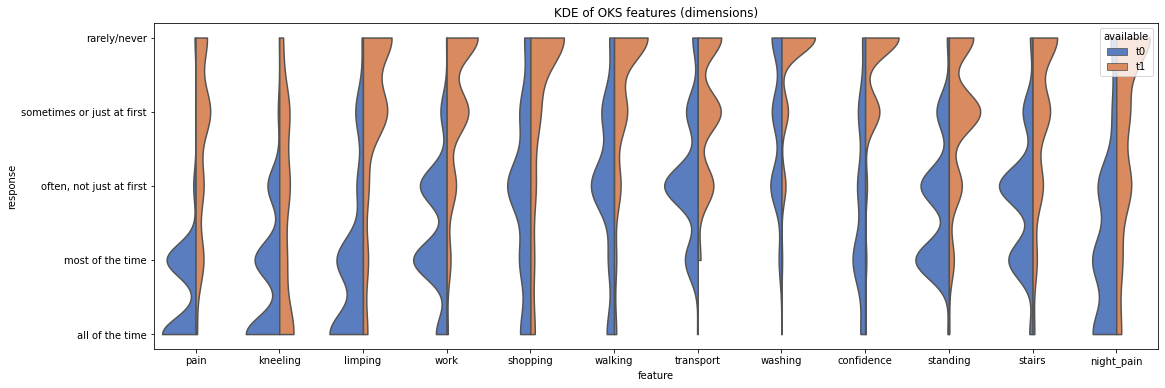 KDE of OKS features (dimensions)
rarely/never
sometimes or just at first
often, not just at first
most of the time
all of the time
response
available
t0
t1
pain kneeling limping work shopping walking transport washing confidence standing stairs night_pain
feature